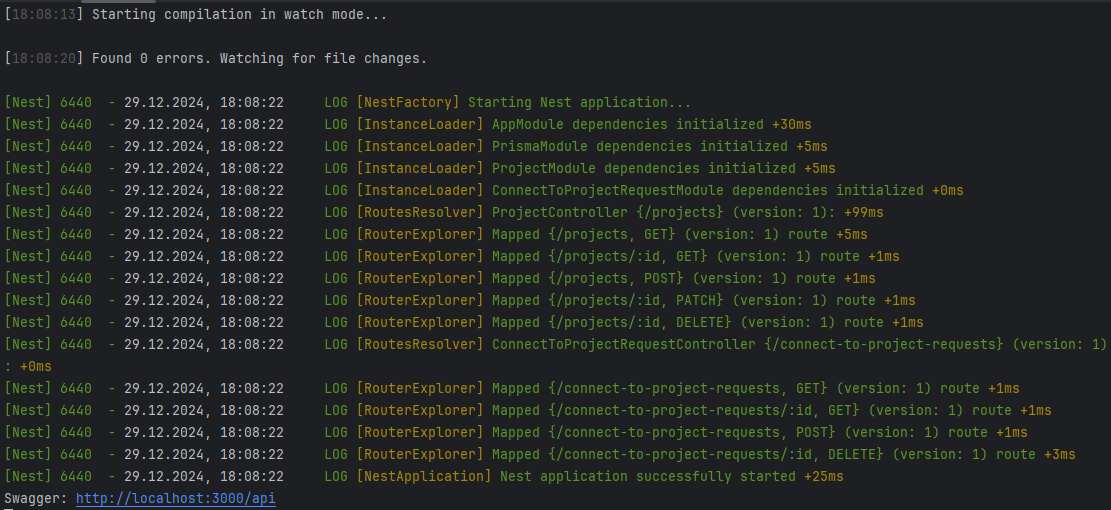 [18:08:13] Starting compilation in watch mode...
[18:08:20] Found 0 errors. Watching for file changes.
[Nest] 6440  - 29.12.2024, 18:08:22     LOG [NestFactory] Starting Nest application...
[Nest] 6440  - 29.12.2024, 18:08:22     LOG [InstanceLoader] AppModule dependencies initialized +30ms
[Nest] 6440  - 29.12.2024, 18:08:22     LOG [InstanceLoader] PrismaModule dependencies initialized +5ms
[Nest] 6440  - 29.12.2024, 18:08:22     LOG [InstanceLoader] ProjectModule dependencies initialized +5ms
[Nest] 6440  - 29.12.2024, 18:08:22     LOG [InstanceLoader] ConnectToProjectRequestModule dependencies initialized +0ms
[Nest] 6440  - 29.12.2024, 18:08:22     LOG [RoutesResolver] ProjectController {/projects} (version: 1): +99ms
[Nest] 6440  - 29.12.2024, 18:08:22     LOG [RouterExplorer] Mapped {/projects, GET} (version: 1) route +5ms
[Nest] 6440  - 29.12.2024, 18:08:22     LOG [RouterExplorer] Mapped {/projects/:id, GET} (version: 1) route +1ms
[Nest] 6440  - 29.12.2024, 18:08:22     LOG [RouterExplorer] Mapped {/projects, POST} (version: 1) route +1ms
[Nest] 6440  - 29.12.2024, 18:08:22     LOG [RouterExplorer] Mapped {/projects/:id, PATCH} (version: 1) route +1ms
[Nest] 6440  - 29.12.2024, 18:08:22     LOG [RouterExplorer] Mapped {/projects/:id, DELETE} (version: 1) route +1ms
[Nest] 6440  - 29.12.2024, 18:08:22     LOG [RoutesResolver] ConnectToProjectRequestController {/connect-to-project-requests} (version: 1)
: +0ms
[Nest] 6440  - 29.12.2024, 18:08:22     LOG [RouterExplorer] Mapped {/connect-to-project-requests, GET} (version: 1) route +1ms
[Nest] 6440  - 29.12.2024, 18:08:22     LOG [RouterExplorer] Mapped {/connect-to-project-requests/:id, GET} (version: 1) route +1ms
[Nest] 6440  - 29.12.2024, 18:08:22     LOG [RouterExplorer] Mapped {/connect-to-project-requests, POST} (version: 1) route +1ms
[Nest] 6440  - 29.12.2024, 18:08:22     LOG [RouterExplorer] Mapped {/connect-to-project-requests/:id, DELETE} (version: 1) route +3ms
[Nest] 6440  - 29.12.2024, 18:08:22     LOG [NestApplication] Nest application successfully started +25ms
Swagger: http://localhost:3000/api